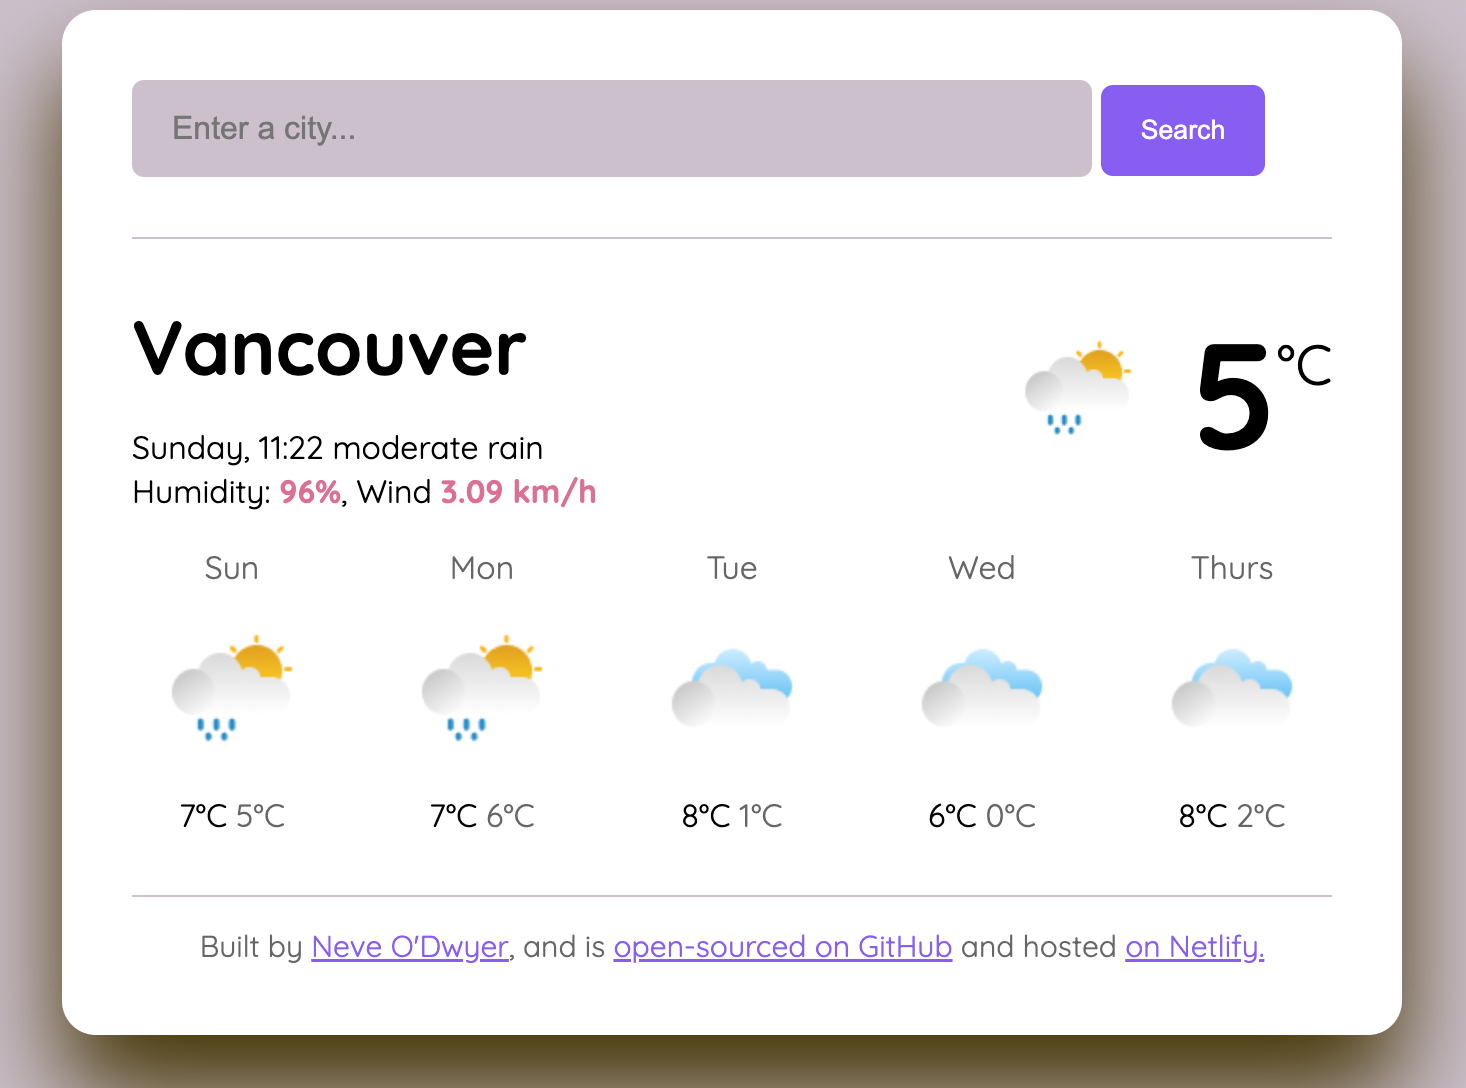 Enter a city...
Search
Vancouver
5°C
Sunday, 11:22 moderate rain
Humidity: 96%, Wind 3.09 km/h
Sun Mon Tue Wed Thurs
7°C 5°C 7°C 6°C 8°C 1°C 6°C 0°C 8°C 2°C
Built by Neve O'Dwyer, and is open-sourced on GitHub and hosted on Netlify.